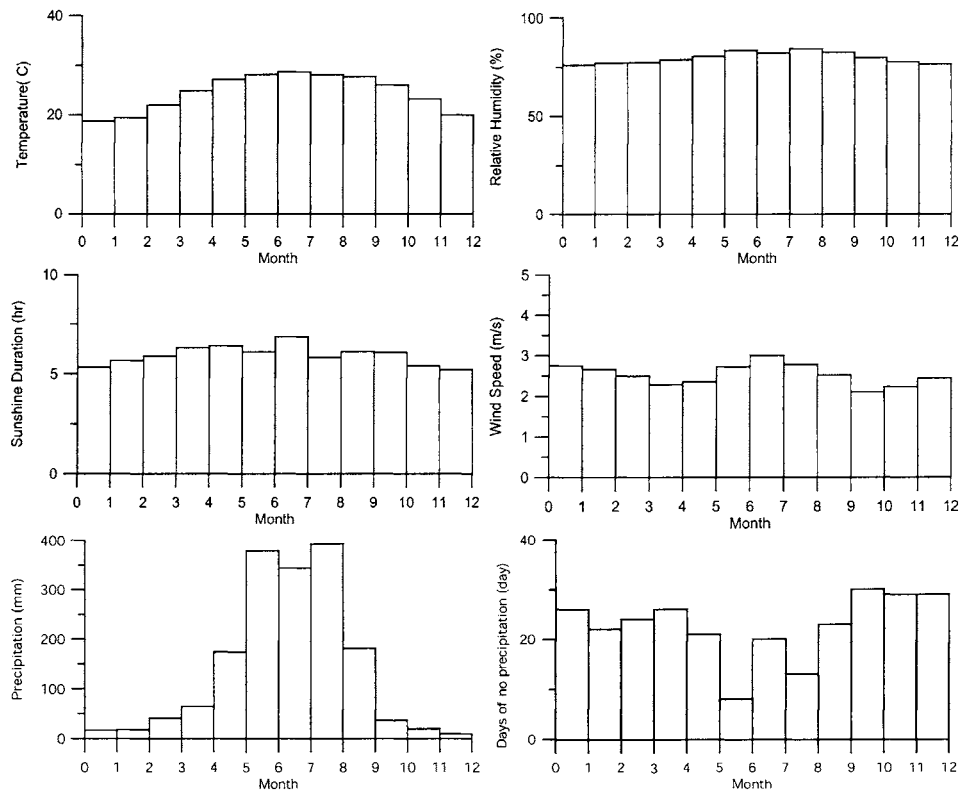 40
20
0
Temperature( C)
0 1 2 3 4 5 6 7 8 9 10 11 12
Month
100
50
0
Relative Humidity (%)
0 1 2 3 4 5 6 7 8 9 10 11 12
Month
10
5
0
Sunshine Duration (hr)
0 1 2 3 4 5 6 7 8 9 10 11 12
Month
5
4
3
2
1
0
Wind Speed (m/s)
0 1 2 3 4 5 6 7 8 9 10 11 12
Month
400
300
200
100
0
Precipitation (mm)
0 1 2 3 4 5 6 7 8 9 10 11 12
Month
40
20
0
Days of no precipitation (day)
0 1 2 3 4 5 6 7 8 9 10 11 12
Month